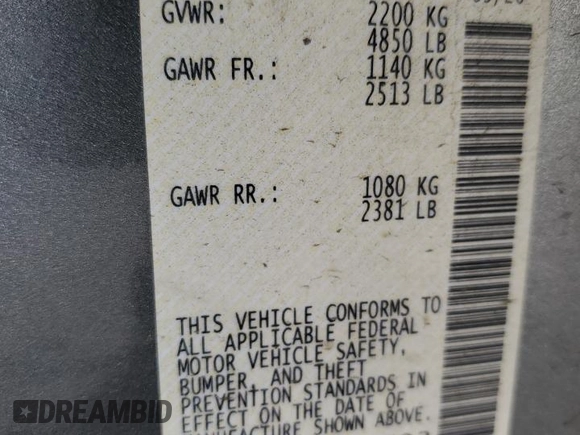 GVWR: 2200 KG
4850 LB
GAWR FR.: 1140 KG
2513 LB
GAWR RR.: 1080 KG
2381 LB
THIS VEHICLE CONFORMS TO
ALL APPLICABLE FEDERAL
MOTOR VEHICLE SAFETY,
BUMPER, AND THEFT
PREVENTION STANDARDS IN
EFFECT ON THE DATE OF
MANUFACTURE SHOWN ABOVE.
DREAMBID